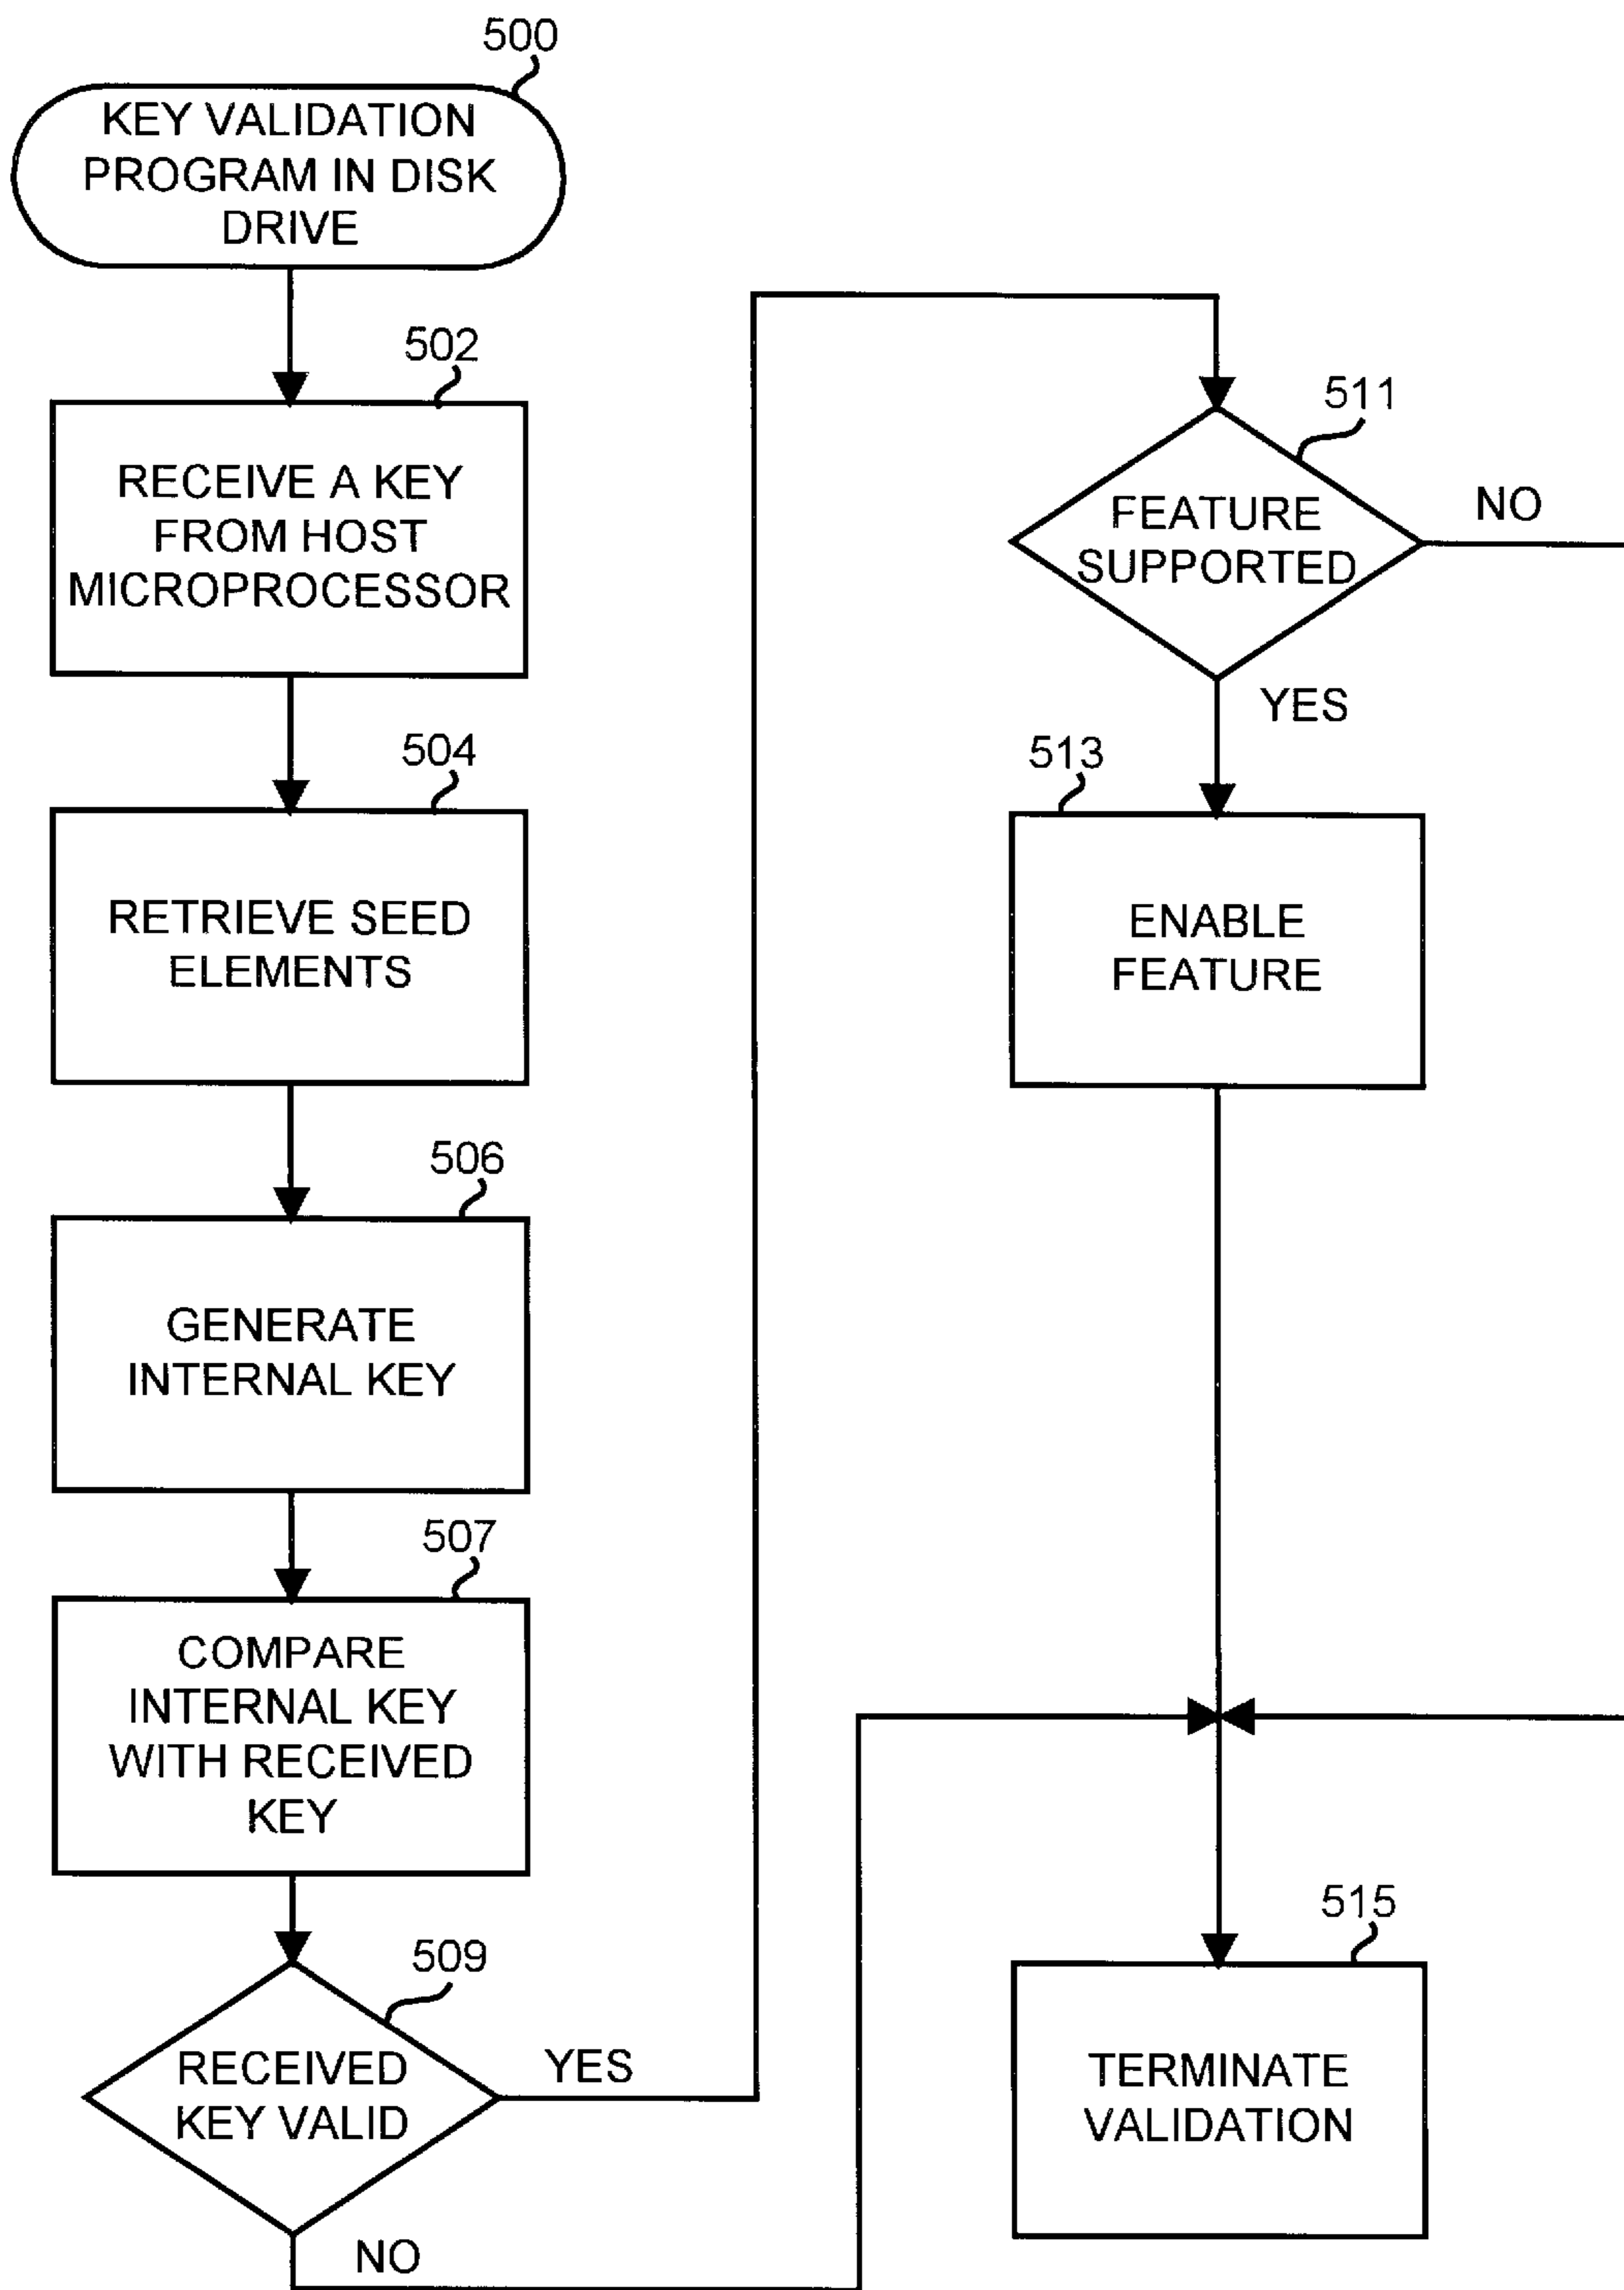 500
KEY VALIDATION
PROGRAM IN DISK
DRIVE
502
RECEIVE A KEY
FROM HOST
MICROPROCESSOR
504
RETRIEVE SEED
ELEMENTS
506
GENERATE
INTERNAL KEY
507
COMPARE
INTERNAL KEY
WITH RECEIVED
KEY
509
RECEIVED
KEY VALID
YES
NO
511
FEATURE
SUPPORTED
NO
YES
513
ENABLE
FEATURE
515
TERMINATE
VALIDATION